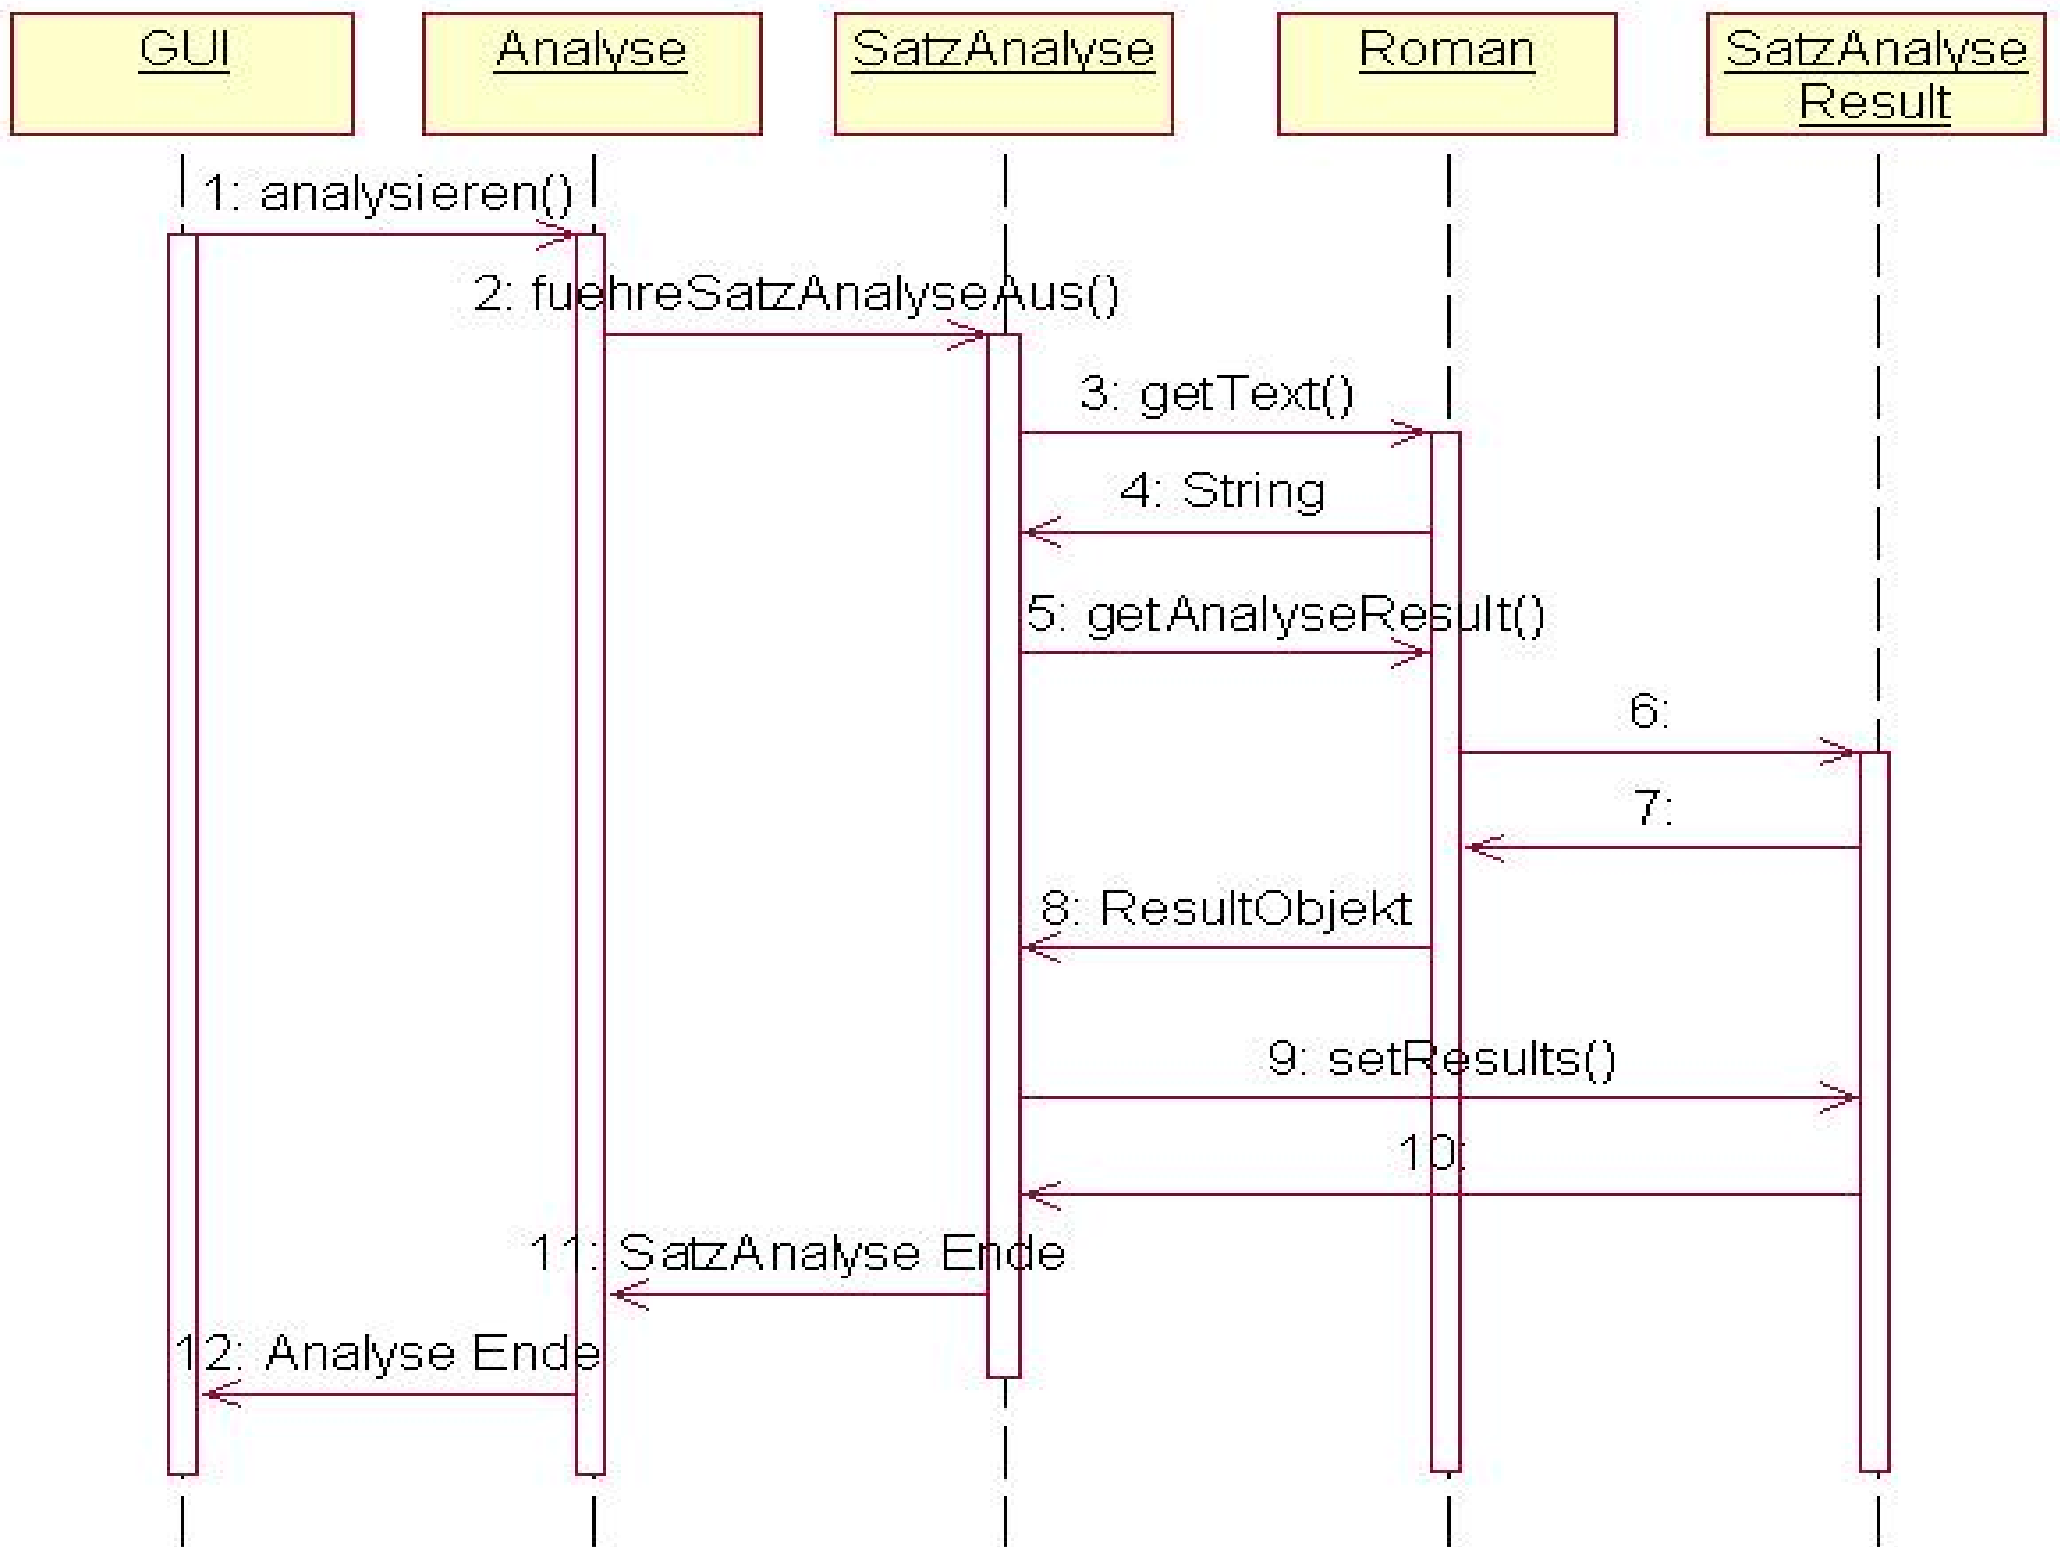 GUI
Analyse
SatzAnalyse
Roman
SatzAnalyse
Result
1: analysieren()
2: fuehreSatzAnalyseAus()
3: getText()
4: String
5: getAnalyseResult()
6:
7:
8: ResultObjekt
9: setResults()
10:
11: SatzAnalyse Ende
12: Analyse Ende